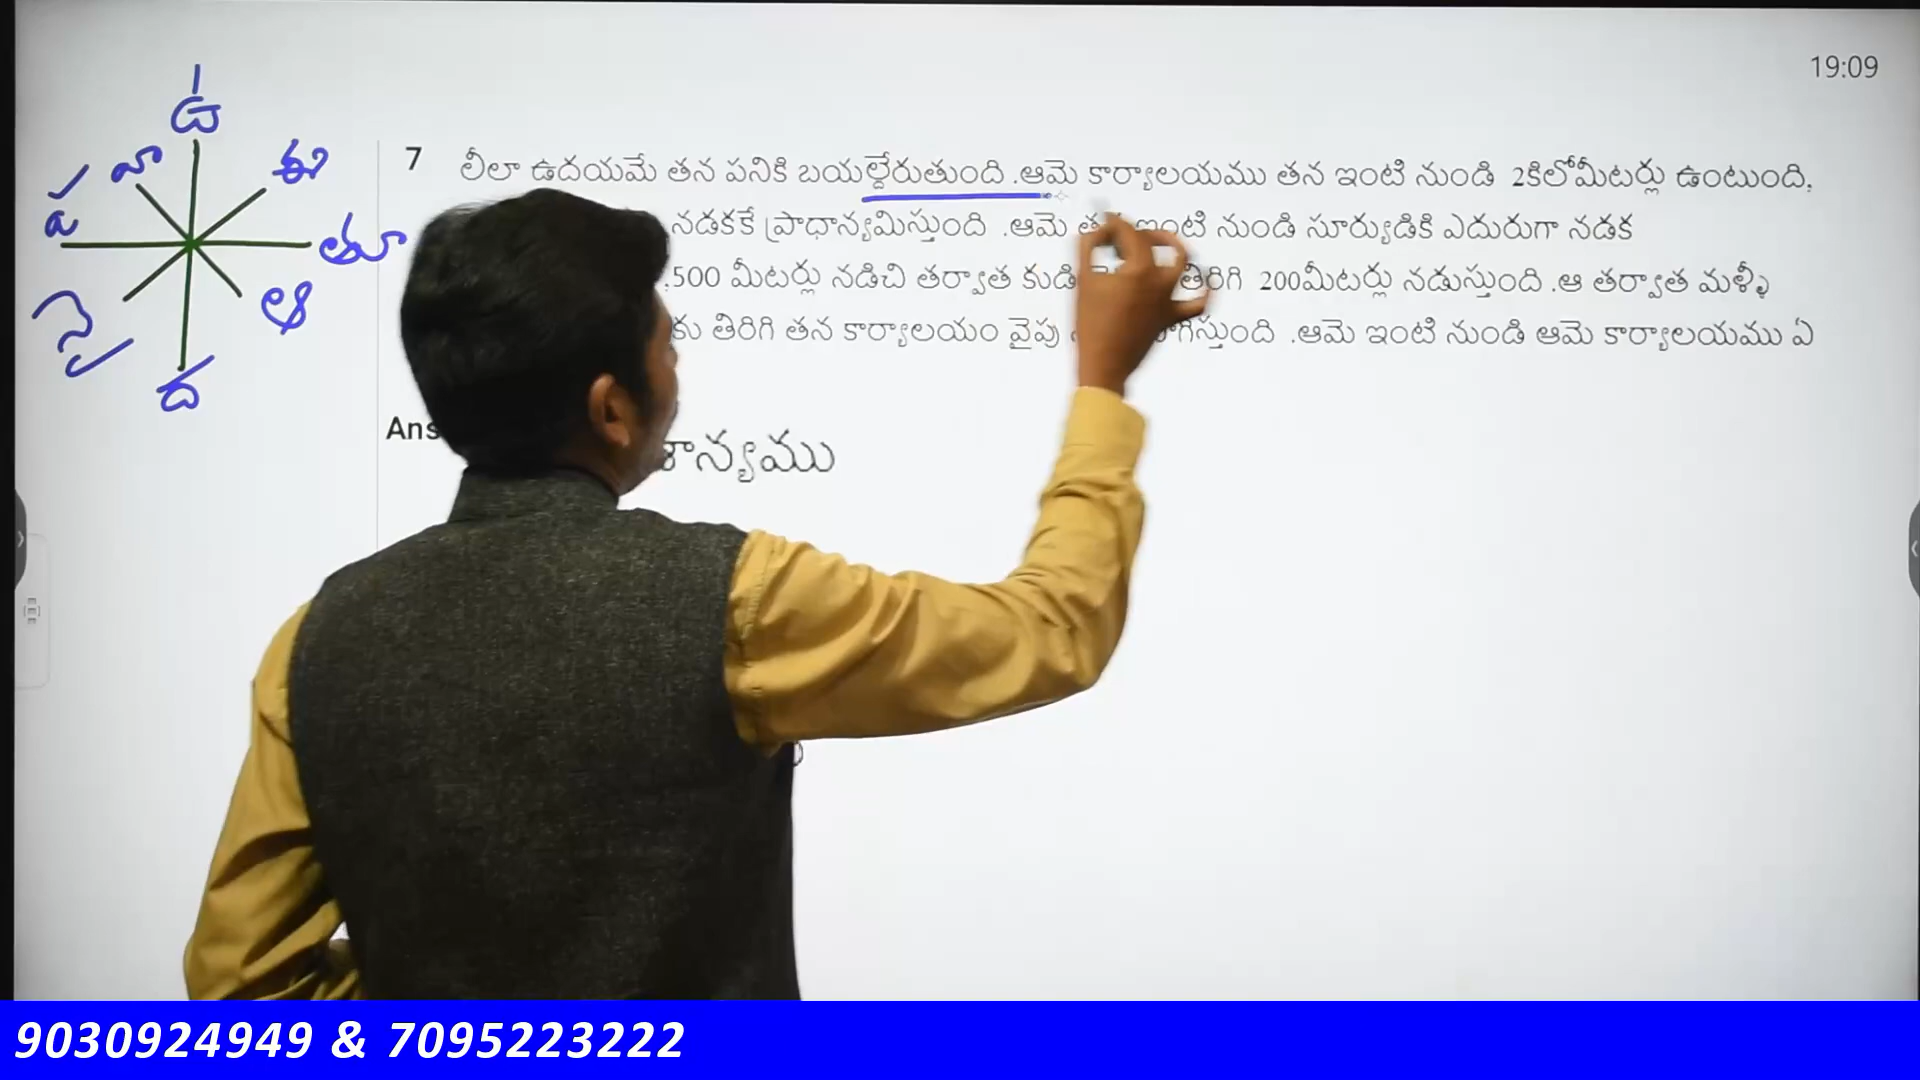 19:09
ఉ
వా
ఈ
ప
తూ
నై
ఆ
ద
7 లీలా ఉదయమే తన పనికి బయల్దేరుతుంది .ఆమె కార్యాలయము తన ఇంటి నుండి 2కిలోమీటర్లు ఉంటుంది,
నడకకే ప్రాధాన్యమిస్తుంది .ఆమె ఇంటి నుండి సూర్యుడికి ఎదురుగా నడక
,500 మీటర్లు నడిచి తర్వాత తిరిగి 200మీటర్లు నడుస్తుంది .ఆ తర్వాత మళ్ళీ
కు తిరిగి తన కార్యాలయం వైపు .ఆమె ఇంటి నుండి ఆమె కార్యాలయము ఏ
Ans
9030924949 & 7095223222